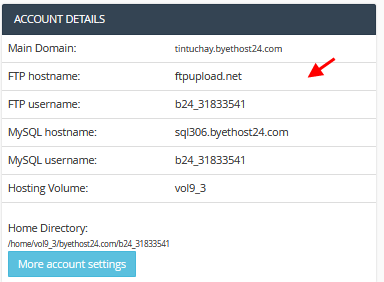 ACCOUNT DETAILS
Main Domain: tintuchay.byethost24.com
FTP hostname: ftpupload.net
FTP username: b24_31833541
MySQL hostname: sql306.byethost24.com
MySQL username: b24_31833541
Hosting Volume: vol9_3
Home Directory:
/home/vol9_3/byethost24.com/b24_31833541
More account settings